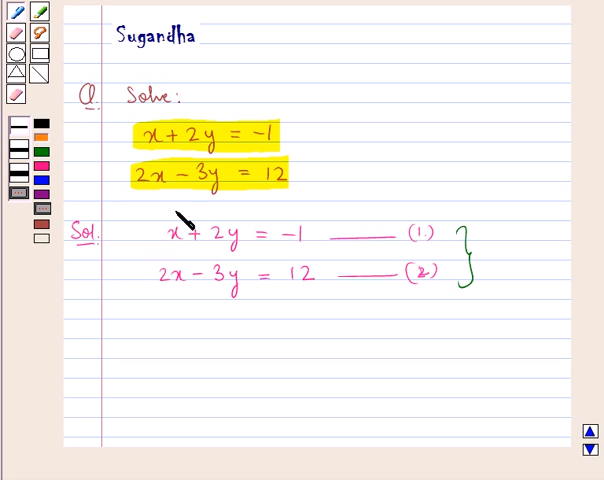 Sugandha
Q. Solve:
x + 2y = -1
2x - 3y = 12
Sol. x + 2y = -1 ——— (1.)
2x - 3y = 12 ——— (2)